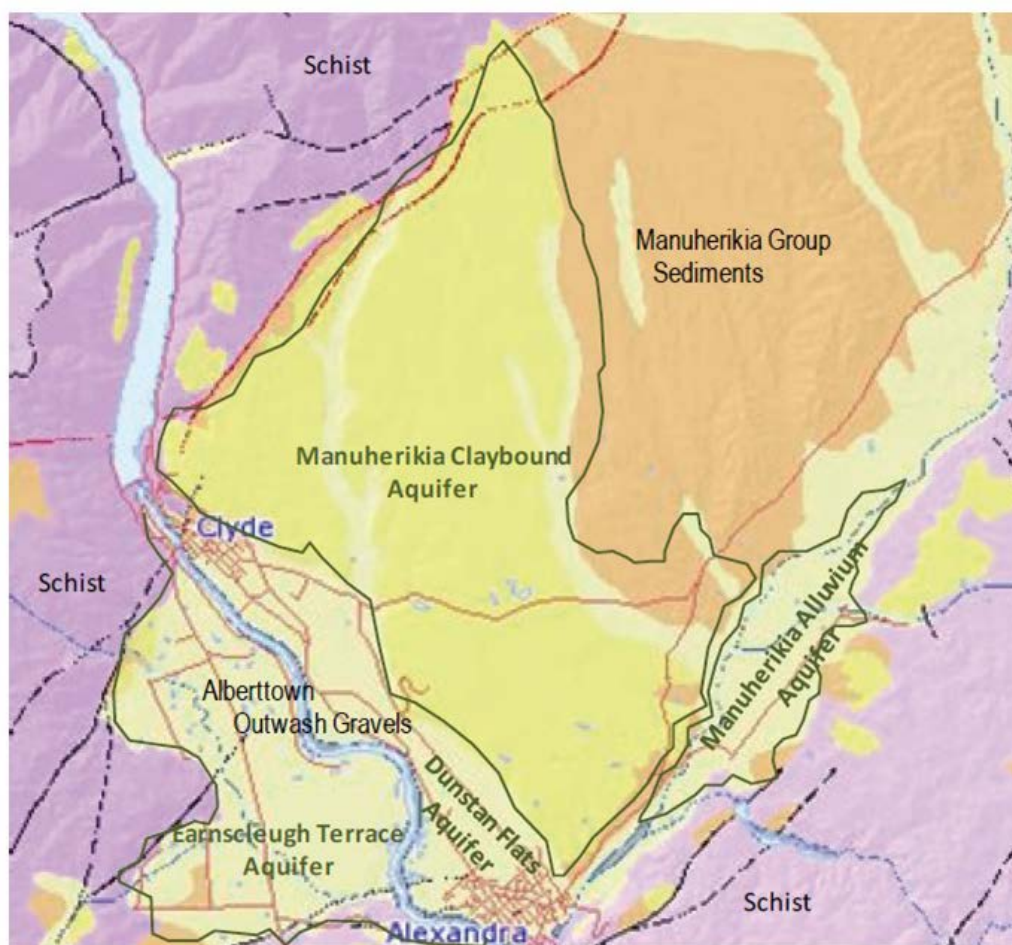 Schist
Manuherikia Group
Sediments
Manuherikia Claybound
Aquifer
Clyde
Schist
Manuherikia Alluvium
Aquifer
Alberttown
Outwash Gravels
Dunstan Flats
Aquifer
Earnscleugh Terrace
Aquifer
Schist
Alexandra